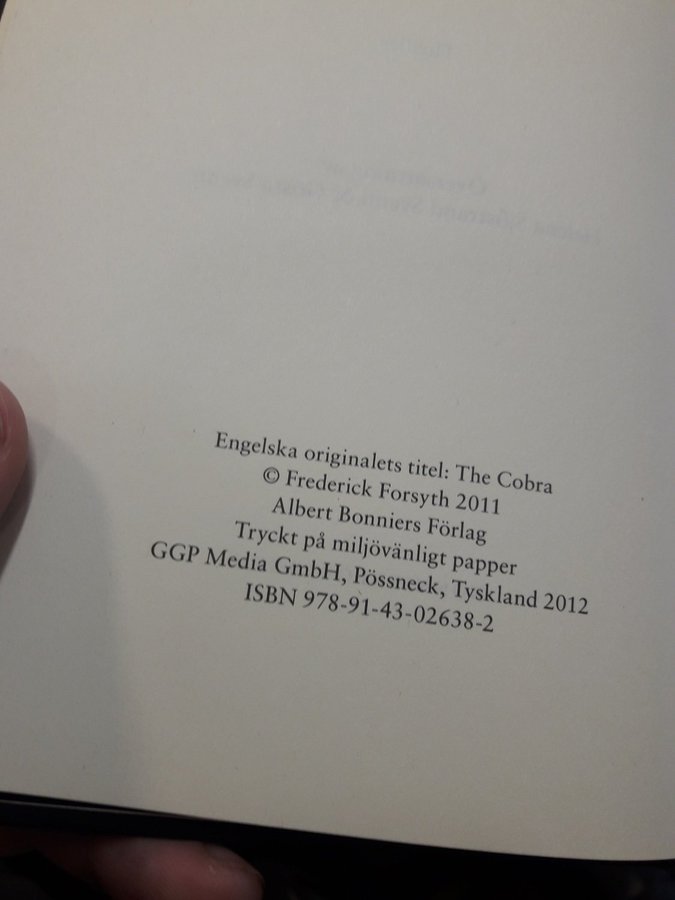 Engelska originalets titel: The Cobra
© Frederick Forsyth 2011
Albert Bonniers Förlag
Tryckt på miljövänligt papper
GGP Media GmbH, Pössneck, Tyskland 2012
ISBN 978-91-43-02638-2